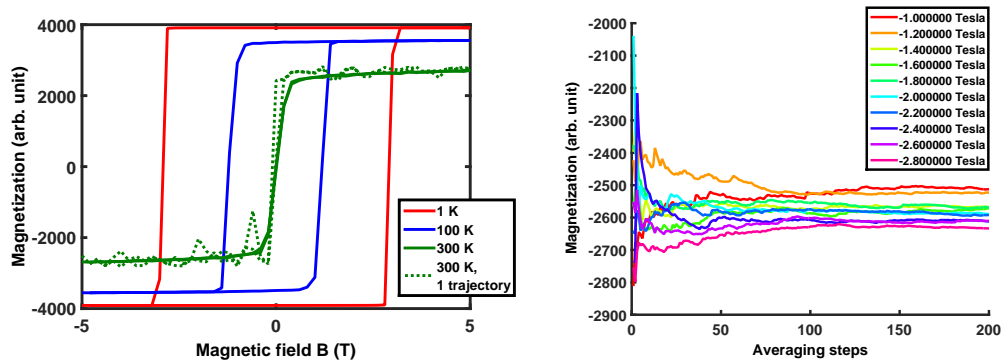 4000
2000
0
-2000
-4000
Magnetization (arb. unit)
-5
0
5
Magnetic field B (T)
1 K
100 K
300 K
300 K,
1 trajectory
-2000
-2100
-2200
-2300
-2400
-2500
-2600
-2700
-2800
-2900
Magnetization (arb. unit)
0
50
100
150
200
Averaging steps
-1.000000 Tesla
-1.200000 Tesla
-1.400000 Tesla
-1.600000 Tesla
-1.800000 Tesla
-2.000000 Tesla
-2.200000 Tesla
-2.400000 Tesla
-2.600000 Tesla
-2.800000 Tesla